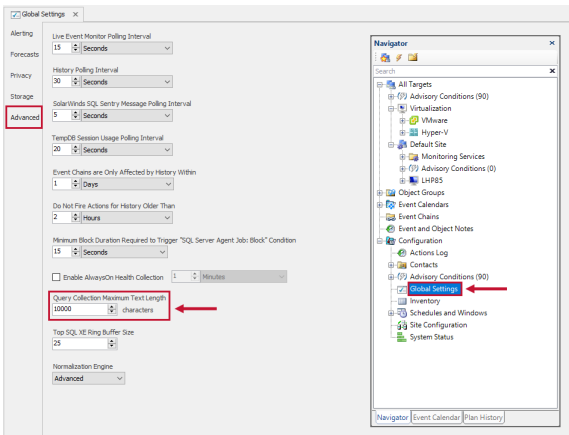 Global Settings ×
Alerting
Forecasts
Privacy
Storage
Advanced
Live Event Monitor Polling Interval
15 Seconds
History Polling Interval
30 Seconds
SolarWinds SQL Sentry Message Polling Interval
5 Seconds
TempDB Session Usage Polling Interval
20 Seconds
Event Chains are Only Affected by History Within
1 Days
Do Not Fire Actions for History Older Than
2 Hours
Minimum Block Duration Required to Trigger "SQL Server Agent Job: Block" Condition
15 Seconds
Enable AlwaysOn Health Collection 1 Minutes
Query Collection Maximum Text Length
10000 characters
Top SQL XE Ring Buffer Size
25
Normalization Engine
Advanced
Navigator ×
Search ×
All Targets
Advisory Conditions (90)
Virtualization
VMware
Hyper-V
Default Site
Monitoring Services
Advisory Conditions (0)
LHP85
Object Groups
Event Calendars
Event Chains
Event and Object Notes
Configuration
Actions Log
Contacts
Advisory Conditions (90)
Global Settings
Inventory
Schedules and Windows
Site Configuration
System Status
Navigator Event Calendar Plan History